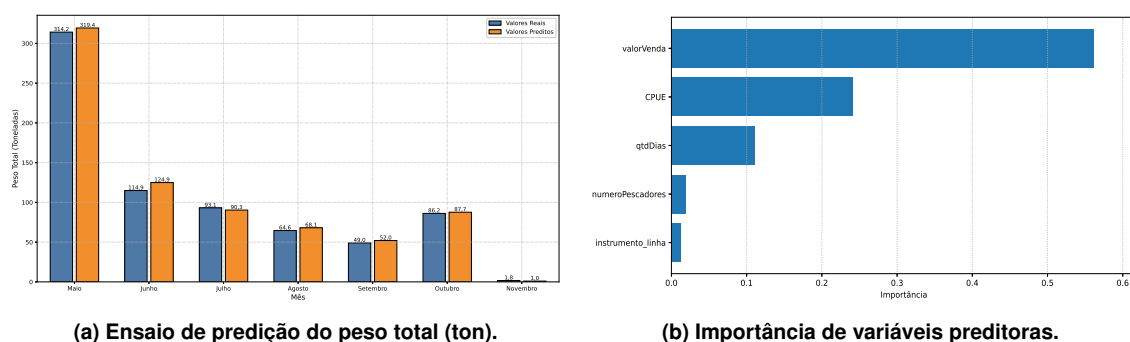 Valores Reais
Valores Preditos
Peso Total (Toneladas)
300
250
200
150
100
50
0
314.2
319.4
114.9
124.9
93.1
90.3
64.6
68.1
49.0
52.0
86.2
87.7
1.8
1.0
Maio
Junho
Julho
Agosto
Setembro
Outubro
Novembro
Mês
(a) Ensaio de predição do peso total (ton).
valorVenda
CPUE
qtdDias
numeroPescadores
instrumento_linha
0.0
0.1
0.2
0.3
0.4
0.5
0.6
Importância
(b) Importância de variáveis preditoras.